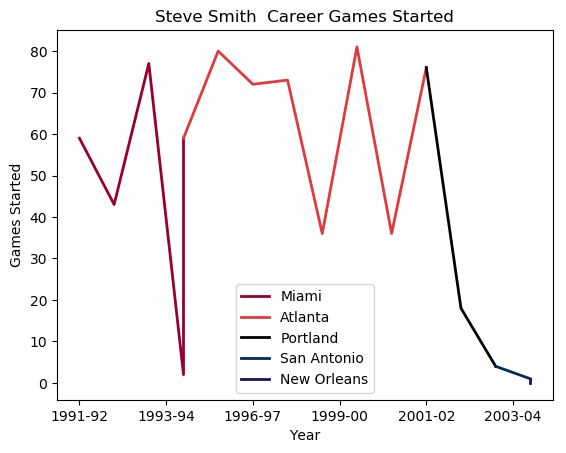 Steve Smith  Career Games Started
Games Started
80
70
60
50
40
30
20
10
0
Miami
Atlanta
Portland
San Antonio
New Orleans
1991-92 1993-94 1996-97 1999-00 2001-02 2003-04
Year